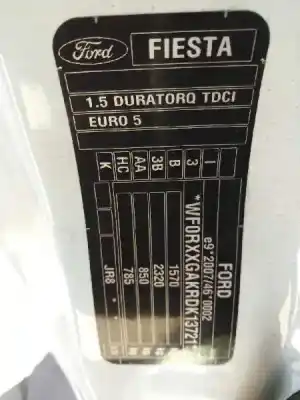 Ford
FIESTA
1.5 DURATORQ TDCI
EURO 5
FORD
e9*2007/46*0002
*WF0RXXGAKRDK13721
I
3
B 1570
3B 2320
AA 850
HC 785
K JR8